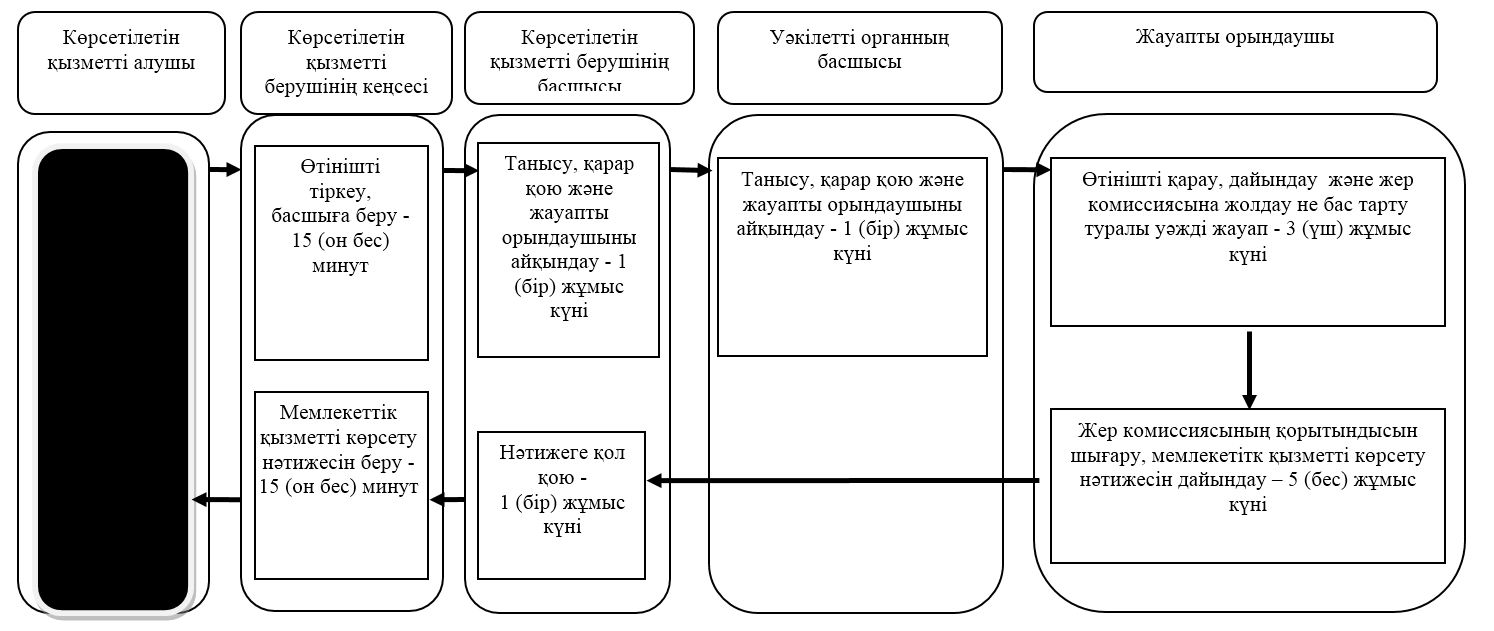 Көрсетілетін
қызметті алушы
Көрсетілетін
қызметті
берушінің кеңсесі
Көрсетілетін
қызметті берушінің
басшысы
Уәкілетті органның
басшысы
Жауапты орындаушы
Өтінішті
тіркеу,
басшыға беру -
15 (он бес)
минут
Танысу, қарар
қою және
жауапты
орындаушыны
айқындау - 1
(бір) жұмыс
күні
Танысу, қарар қою және
жауапты орындаушыны
айқындау - 1 (бір) жұмыс
күні
Өтінішті қарау, дайындау және жер
комиссиясына жолдау не бас тарту
туралы уәжді жауап - 3 (үш) жұмыс
күні
Мемлекеттік
қызметті көрсету
нәтижесін беру -
15 (он бес) минут
Нәтижеге қол
қою -
1 (бір) жұмыс
күні
Жер комиссиясының қорытындысын
шығару, мемлекетітк қызметті көрсету
нәтижесін дайындау – 5 (бес) жұмыс
күні